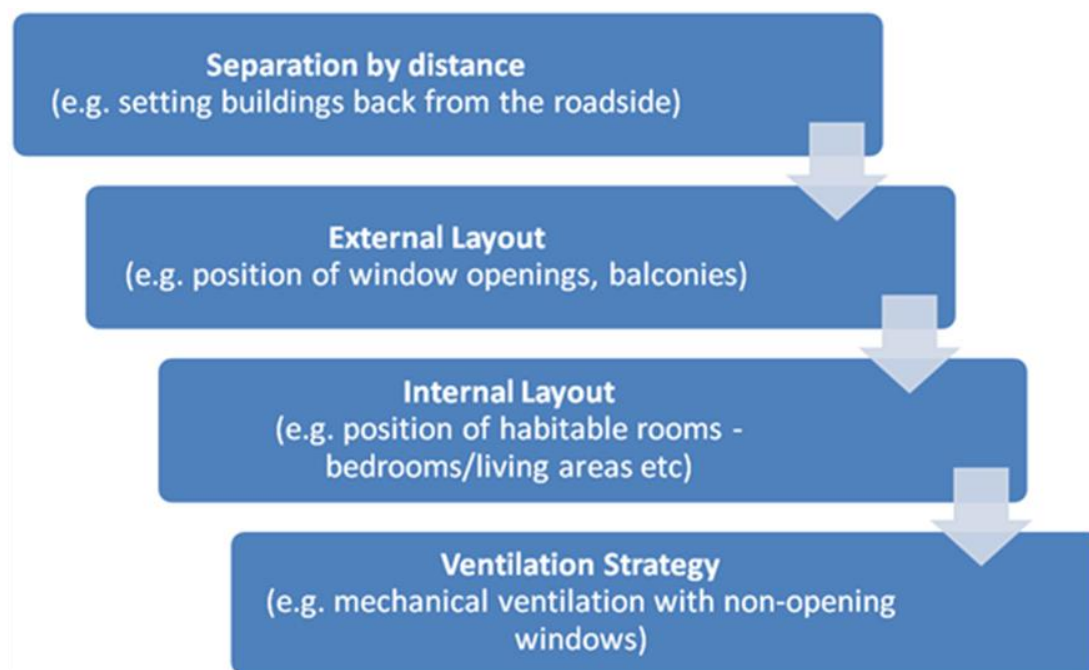 Separation by distance
(e.g. setting buildings back from the roadside)
External Layout
(e.g. position of window openings, balconies)
Internal Layout
(e.g. position of habitable rooms -
bedrooms/living areas etc)
Ventilation Strategy
(e.g. mechanical ventilation with non-opening
windows)